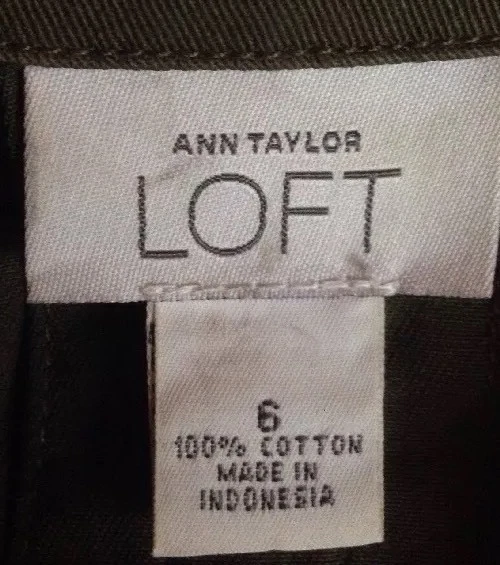 ANN TAYLOR
LOFT
6
100% COTTON
MADE IN
INDONESIA